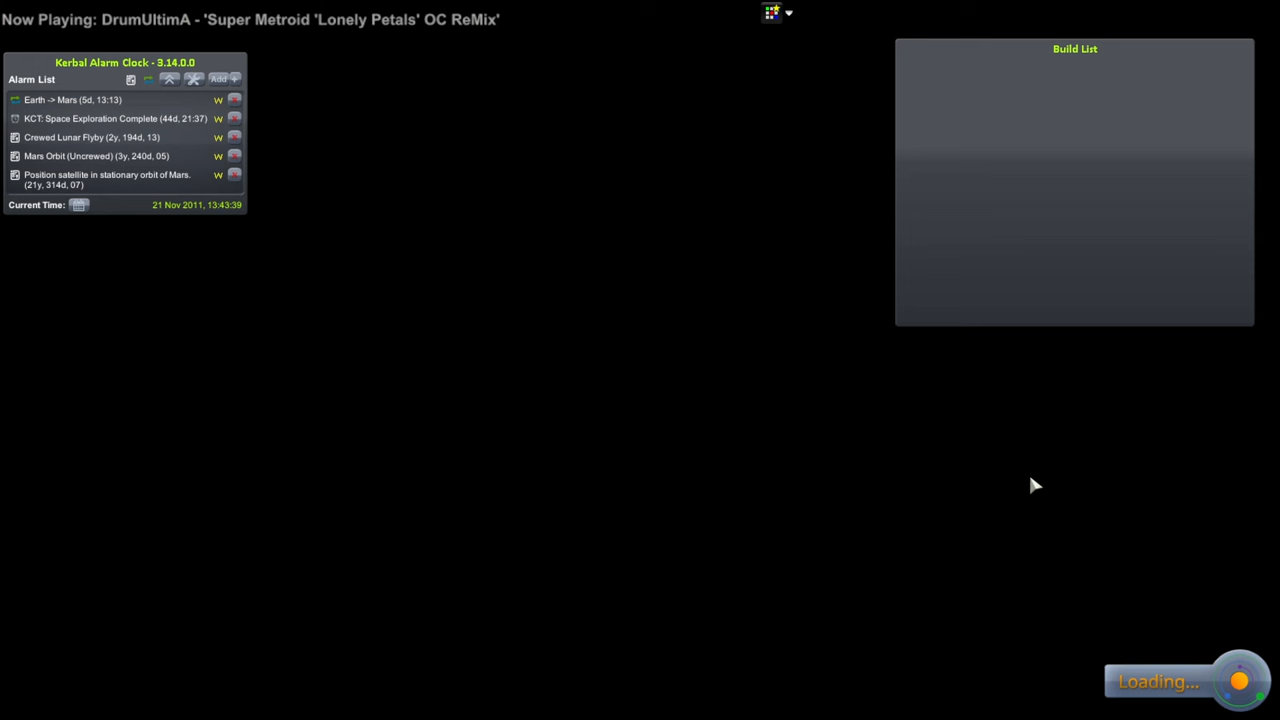 Now Playing: DrumUltimA - 'Super Metroid 'Lonely Petals' OC ReMix'
Kerbal Alarm Clock - 3.14.0.0
Alarm List Add +
Earth -> Mars (5d, 13:13) W
KCT: Space Exploration Complete (44d, 21:37) W
Crewed Lunar Flyby (2y, 194d, 13) W
Mars Orbit (Uncrewed) (3y, 240d, 05) W
Position satellite in stationary orbit of Mars. W
(21y, 314d, 07)
Current Time: 21 Nov 2011, 13:43:39
Build List
Loading...